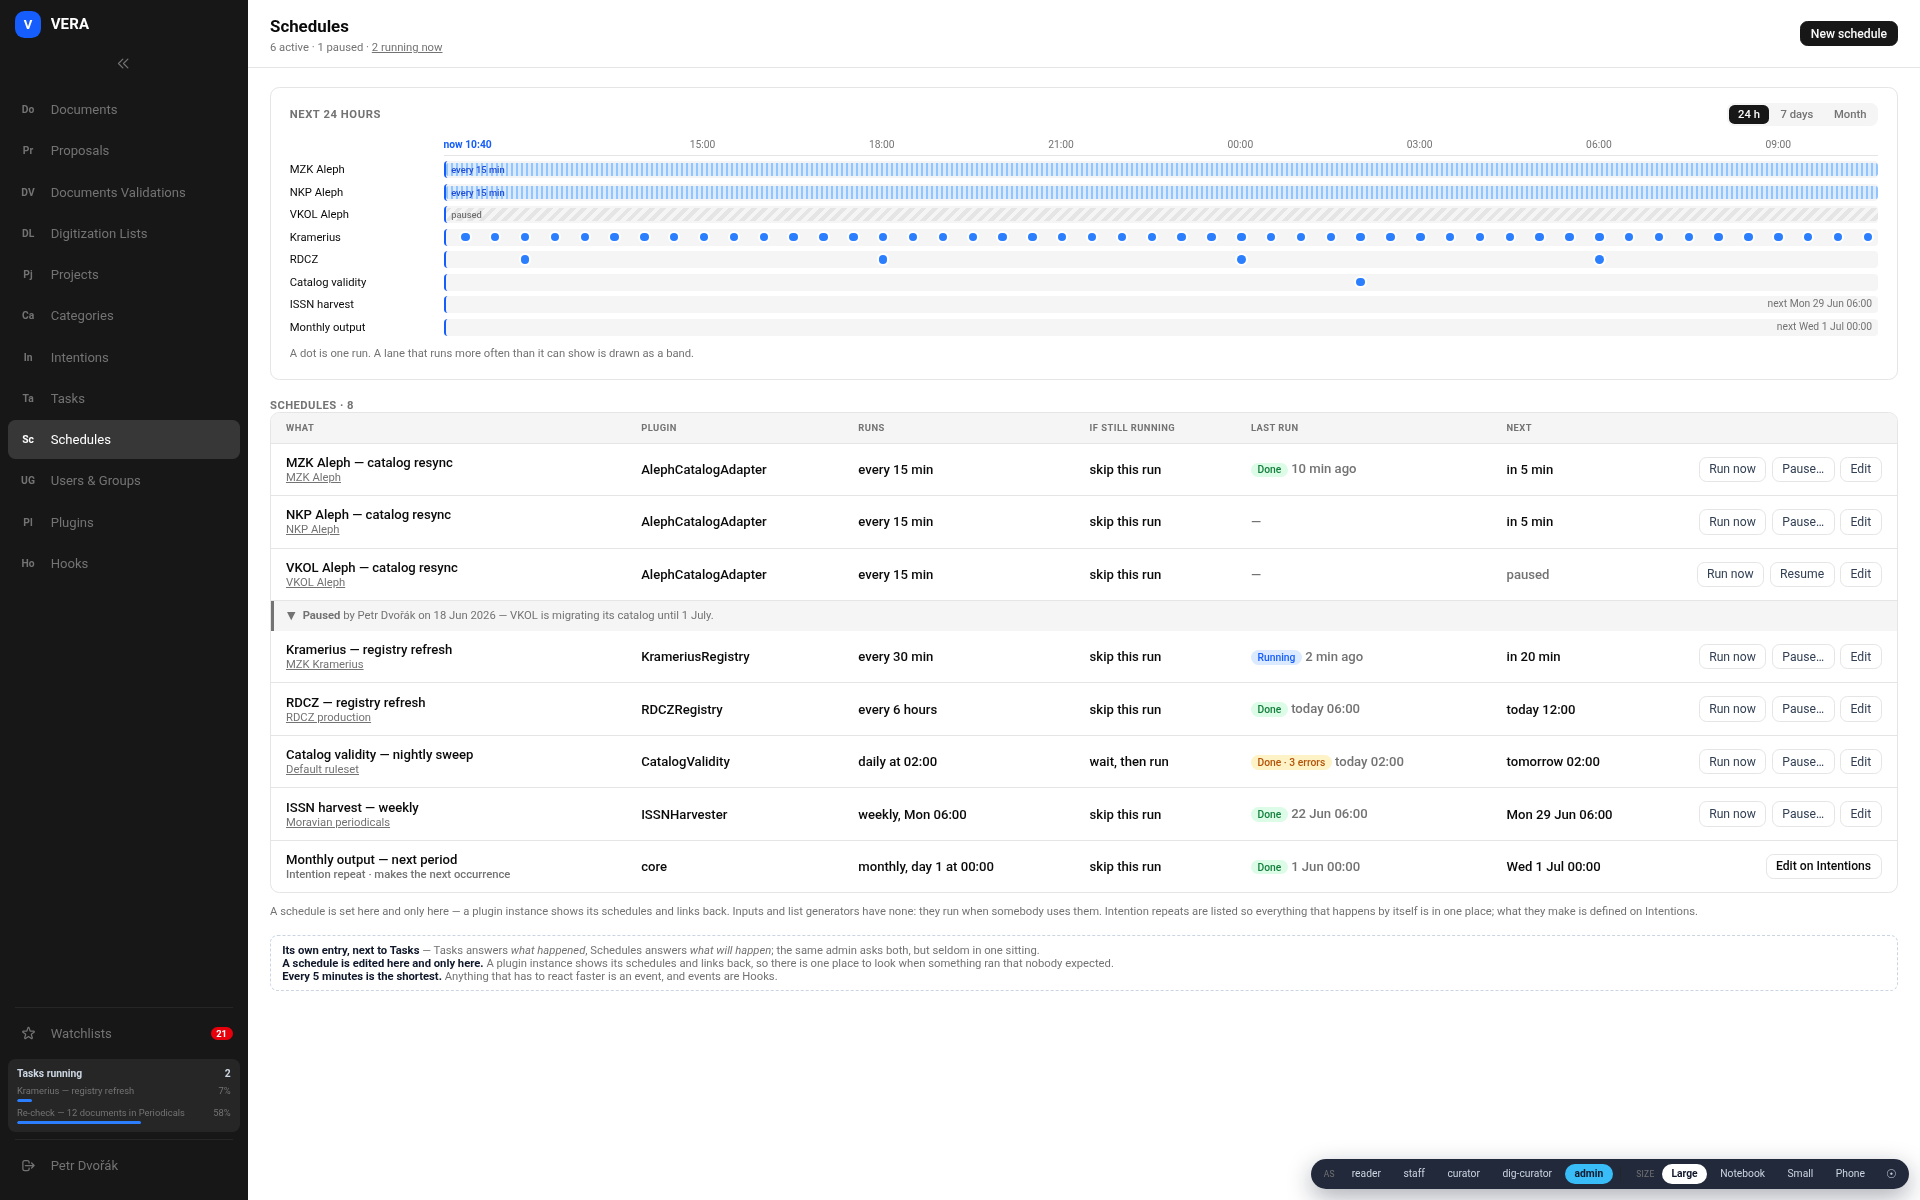 V VERA
Do Documents
Pr Proposals
DV Documents Validations
DL Digitization Lists
Pj Projects
Ca Categories
In Intentions
Ta Tasks
Sc Schedules
UG Users & Groups
Pl Plugins
Ho Hooks
Watchlists 21
Tasks running 2
Kramerius — registry refresh 7%
Re-check — 12 documents in Periodicals 58%
Petr Dvořák
Schedules
6 active · 1 paused · 2 running now
New schedule
NEXT 24 HOURS
24 h 7 days Month
now 10:40 15:00 18:00 21:00 00:00 03:00 06:00 09:00
MZK Aleph every 15 min
NKP Aleph every 15 min
VKOL Aleph paused
Kramerius
RDCZ
Catalog validity
ISSN harvest next Mon 29 Jun 06:00
Monthly output next Wed 1 Jul 00:00
A dot is one run. A lane that runs more often than it can show is drawn as a band.
SCHEDULES · 8
WHAT PLUGIN RUNS IF STILL RUNNING LAST RUN NEXT
MZK Aleph — catalog resync AlephCatalogAdapter every 15 min skip this run Done 10 min ago in 5 min Run now Pause… Edit
MZK Aleph
NKP Aleph — catalog resync AlephCatalogAdapter every 15 min skip this run — in 5 min Run now Pause… Edit
NKP Aleph
VKOL Aleph — catalog resync AlephCatalogAdapter every 15 min skip this run — paused Run now Resume Edit
VKOL Aleph
▼ Paused by Petr Dvořák on 18 Jun 2026 — VKOL is migrating its catalog until 1 July.
Kramerius — registry refresh KrameriusRegistry every 30 min skip this run Running 2 min ago in 20 min Run now Pause… Edit
MZK Kramerius
RDCZ — registry refresh RDCZRegistry every 6 hours skip this run Done today 06:00 today 12:00 Run now Pause… Edit
RDCZ production
Catalog validity — nightly sweep CatalogValidity daily at 02:00 wait, then run Done · 3 errors today 02:00 tomorrow 02:00 Run now Pause… Edit
Default ruleset
ISSN harvest — weekly ISSNHarvester weekly, Mon 06:00 skip this run Done 22 Jun 06:00 Mon 29 Jun 06:00 Run now Pause… Edit
Moravian periodicals
Monthly output — next period core monthly, day 1 at 00:00 skip this run Done 1 Jun 00:00 Wed 1 Jul 00:00 Edit on Intentions
Intention repeat · makes the next occurrence
A schedule is set here and only here — a plugin instance shows its schedules and links back. Inputs and list generators have none: they run when somebody uses them. Intention repeats are listed so everything that happens by itself is in one place; what they make is defined on Intentions.
Its own entry, next to Tasks — Tasks answers what happened, Schedules answers what will happen; the same admin asks both, but seldom in one sitting.
A schedule is edited here and only here. A plugin instance shows its schedules and links back, so there is one place to look when something ran that nobody expected.
Every 5 minutes is the shortest. Anything that has to react faster is an event, and events are Hooks.
AS reader staff curator dig-curator admin SIZE Large Notebook Small Phone